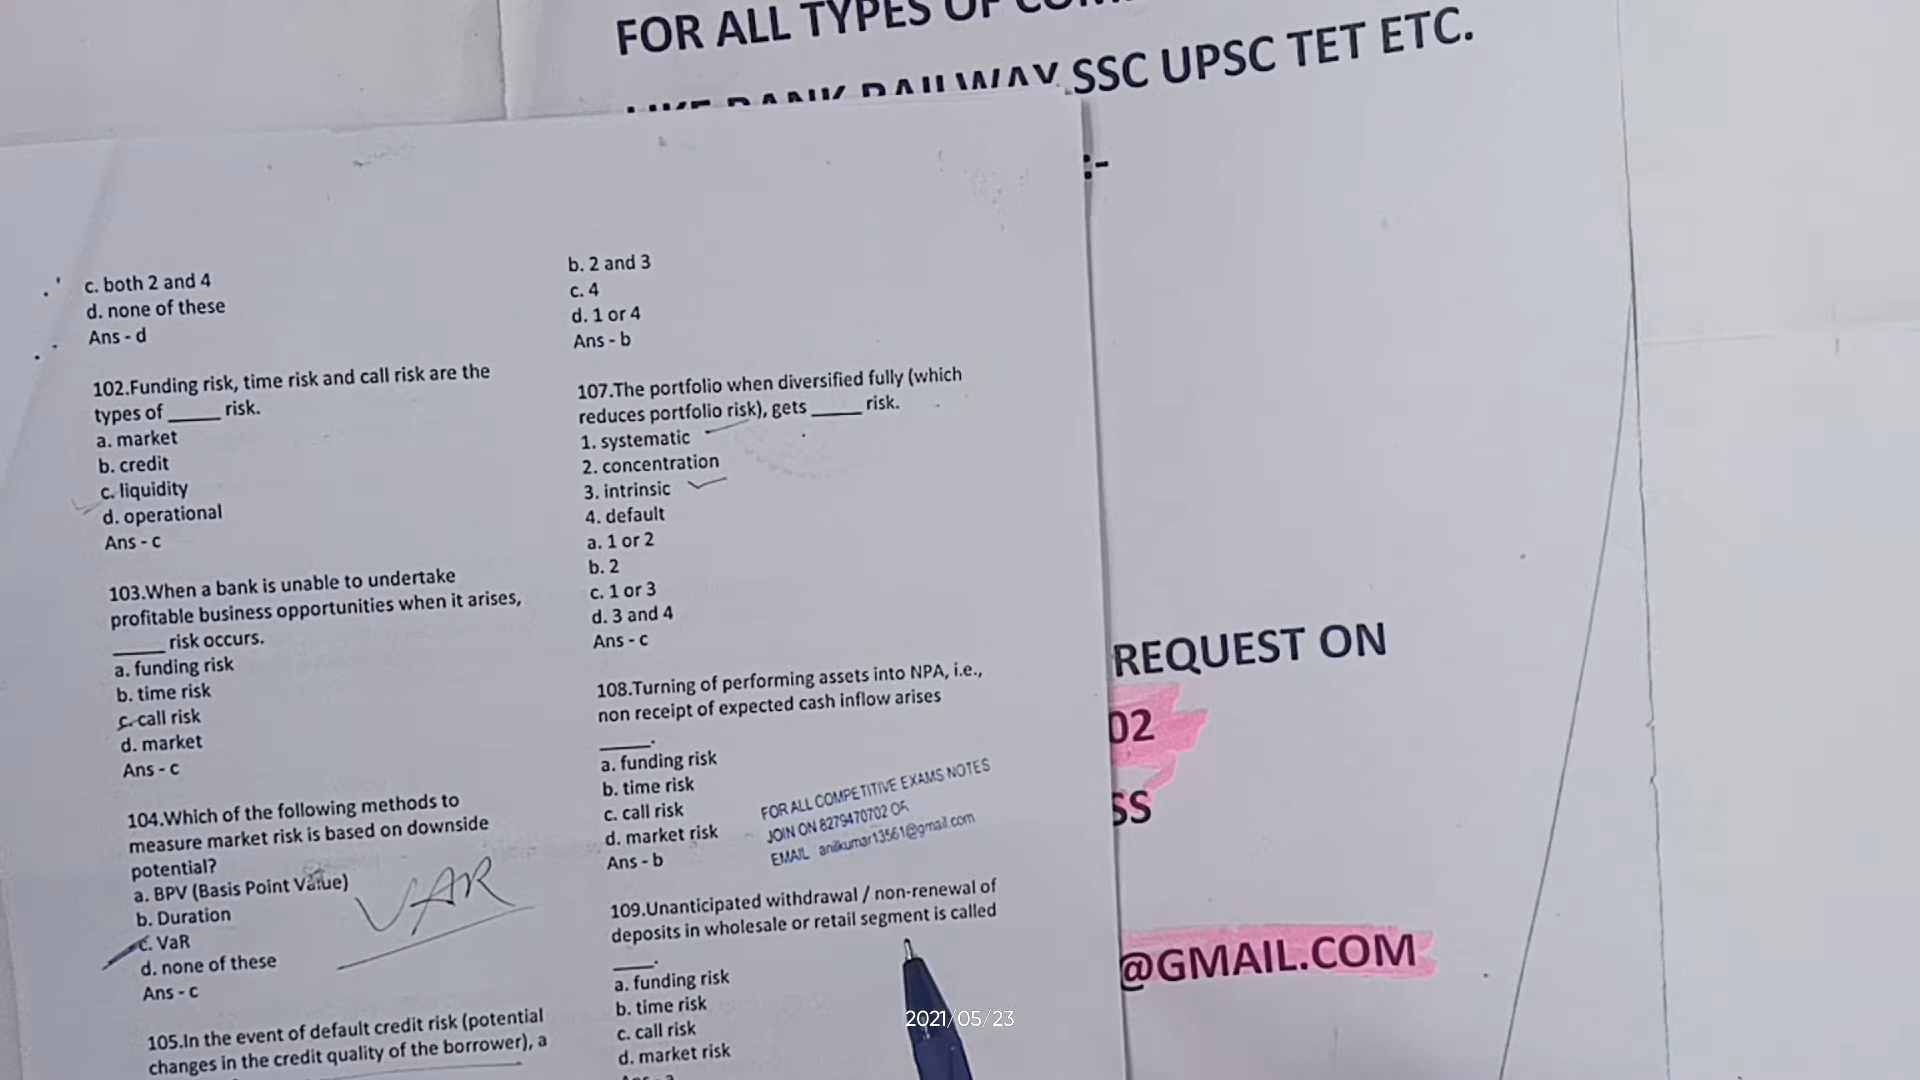 FOR ALL TYPES OF
LIKE BANK RAILWAY SSC UPSC TET ETC.
:-
c. both 2 and 4
d. none of these
Ans - d
102.Funding risk, time risk and call risk are the
types of _____ risk.
a. market
b. credit
c. liquidity
d. operational
Ans - c
103.When a bank is unable to undertake
profitable business opportunities when it arises,
_____ risk occurs.
a. funding risk
b. time risk
c. call risk
d. market
Ans - c
104.Which of the following methods to
measure market risk is based on downside
potential?
a. BPV (Basis Point Value)
b. Duration
c. VaR
d. none of these
Ans - c
VAR
105.In the event of default credit risk (potential
changes in the credit quality of the borrower), a
b. 2 and 3
c. 4
d. 1 or 4
Ans - b
107.The portfolio when diversified fully (which
reduces portfolio risk), gets _____ risk.
1. systematic
2. concentration
3. intrinsic
4. default
a. 1 or 2
b. 2
c. 1 or 3
d. 3 and 4
Ans - c
108.Turning of performing assets into NPA, i.e.,
non receipt of expected cash inflow arises
_____.
a. funding risk
b. time risk
c. call risk
d. market risk
Ans - b
FOR ALL COMPETITIVE EXAMS NOTES
JOIN ON 8279470702 OR
EMAIL anilkumar13561@gmail.com
109.Unanticipated withdrawal / non-renewal of
deposits in wholesale or retail segment is called
____.
a. funding risk
b. time risk
c. call risk
d. market risk
Ans - a
REQUEST ON
02
SS
@GMAIL.COM
2021/05/23